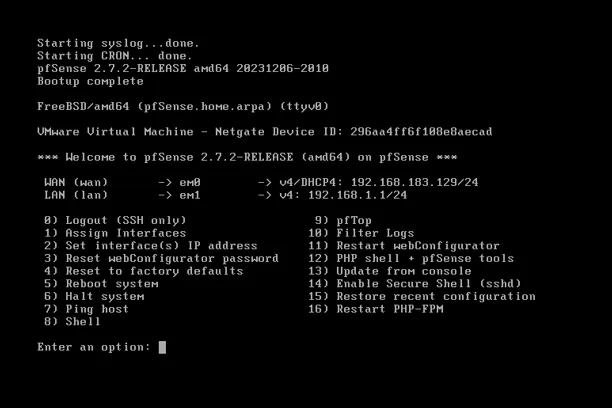 Starting syslog...done.
Starting CRON... done.
pfSense 2.7.2-RELEASE amd64 20231206-2010
Bootup complete
FreeBSD/amd64 (pfSense.home.arpa) (ttyv0)
VMware Virtual Machine - Netgate Device ID: 296aa4ff6f108e8aecad
*** Welcome to pfSense 2.7.2-RELEASE (amd64) on pfSense ***
WAN (wan) -> em0 -> v4/DHCP4: 192.168.183.129/24
LAN (lan) -> em1 -> v4: 192.168.1.1/24
0) Logout (SSH only) 9) pfTop
1) Assign Interfaces 10) Filter Logs
2) Set interface(s) IP address 11) Restart webConfigurator
3) Reset webConfigurator password 12) PHP shell + pfSense tools
4) Reset to factory defaults 13) Update from console
5) Reboot system 14) Enable Secure Shell (sshd)
6) Halt system 15) Restore recent configuration
7) Ping host 16) Restart PHP-FPM
8) Shell
Enter an option: